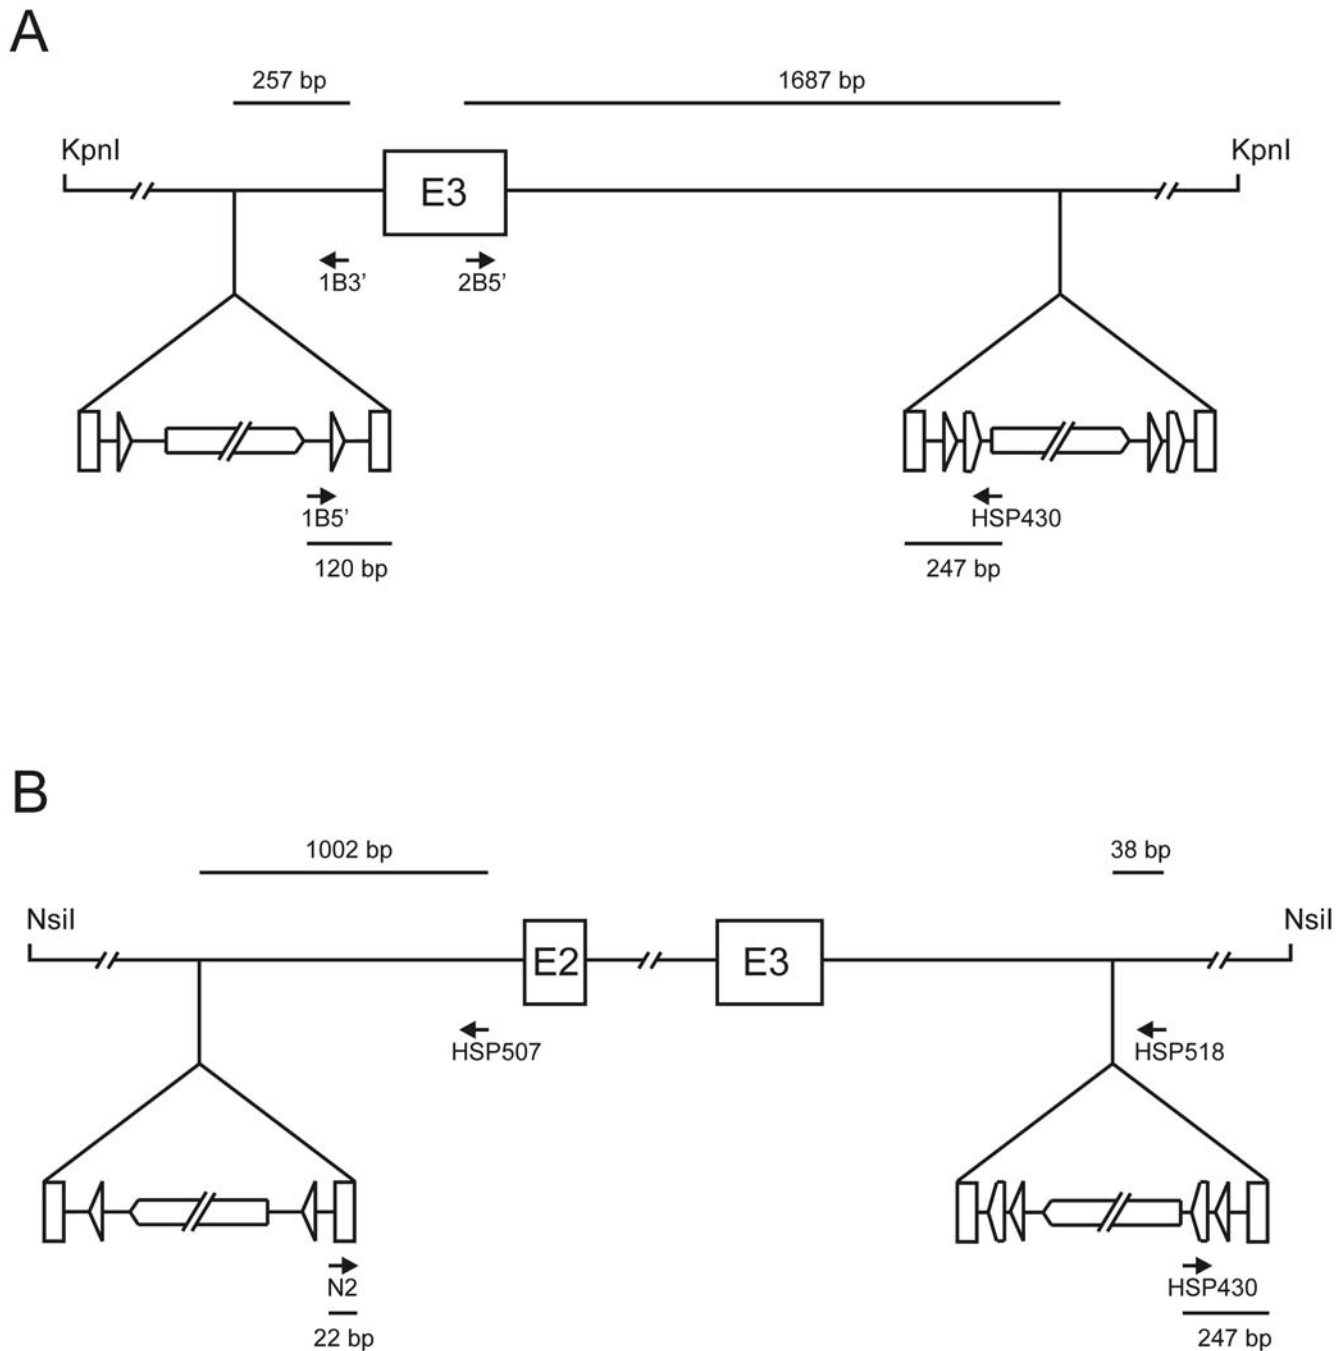 A
257 bp
1687 bp
KpnI
KpnI
E3
1B3’
2B5’
1B5’
HSP430
120 bp
247 bp
B
1002 bp
38 bp
NsiI
NsiI
E2
E3
HSP507
HSP518
N2
HSP430
22 bp
247 bp